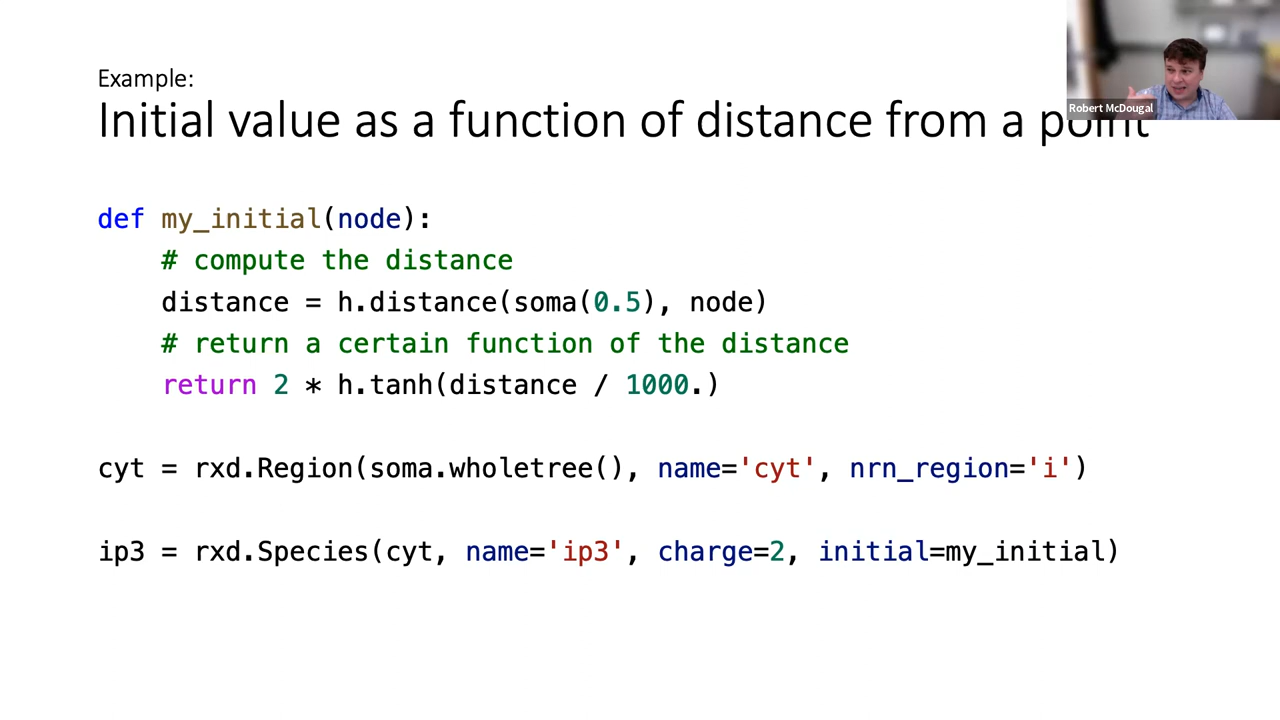 Example:
Initial value as a function of distance from a point
Robert McDougal
def my_initial(node):
    # compute the distance
    distance = h.distance(soma(0.5), node)
    # return a certain function of the distance
    return 2 * h.tanh(distance / 1000.)
cyt = rxd.Region(soma.wholetree(), name='cyt', nrn_region='i')
ip3 = rxd.Species(cyt, name='ip3', charge=2, initial=my_initial)